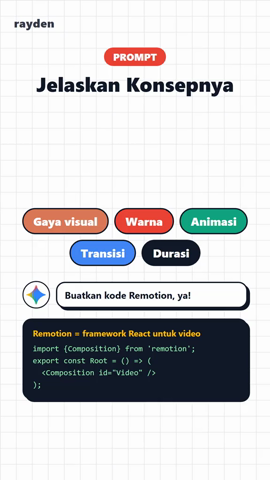 rayden
PROMPT
Jelaskan Konsepnya
Gaya visual
Warna
Animasi
Transisi
Durasi
Buatkan kode Remotion, ya!
Remotion = framework React untuk video
import {Composition} from 'remotion';
export const Root = () => (
  <Composition id="Video" />
);